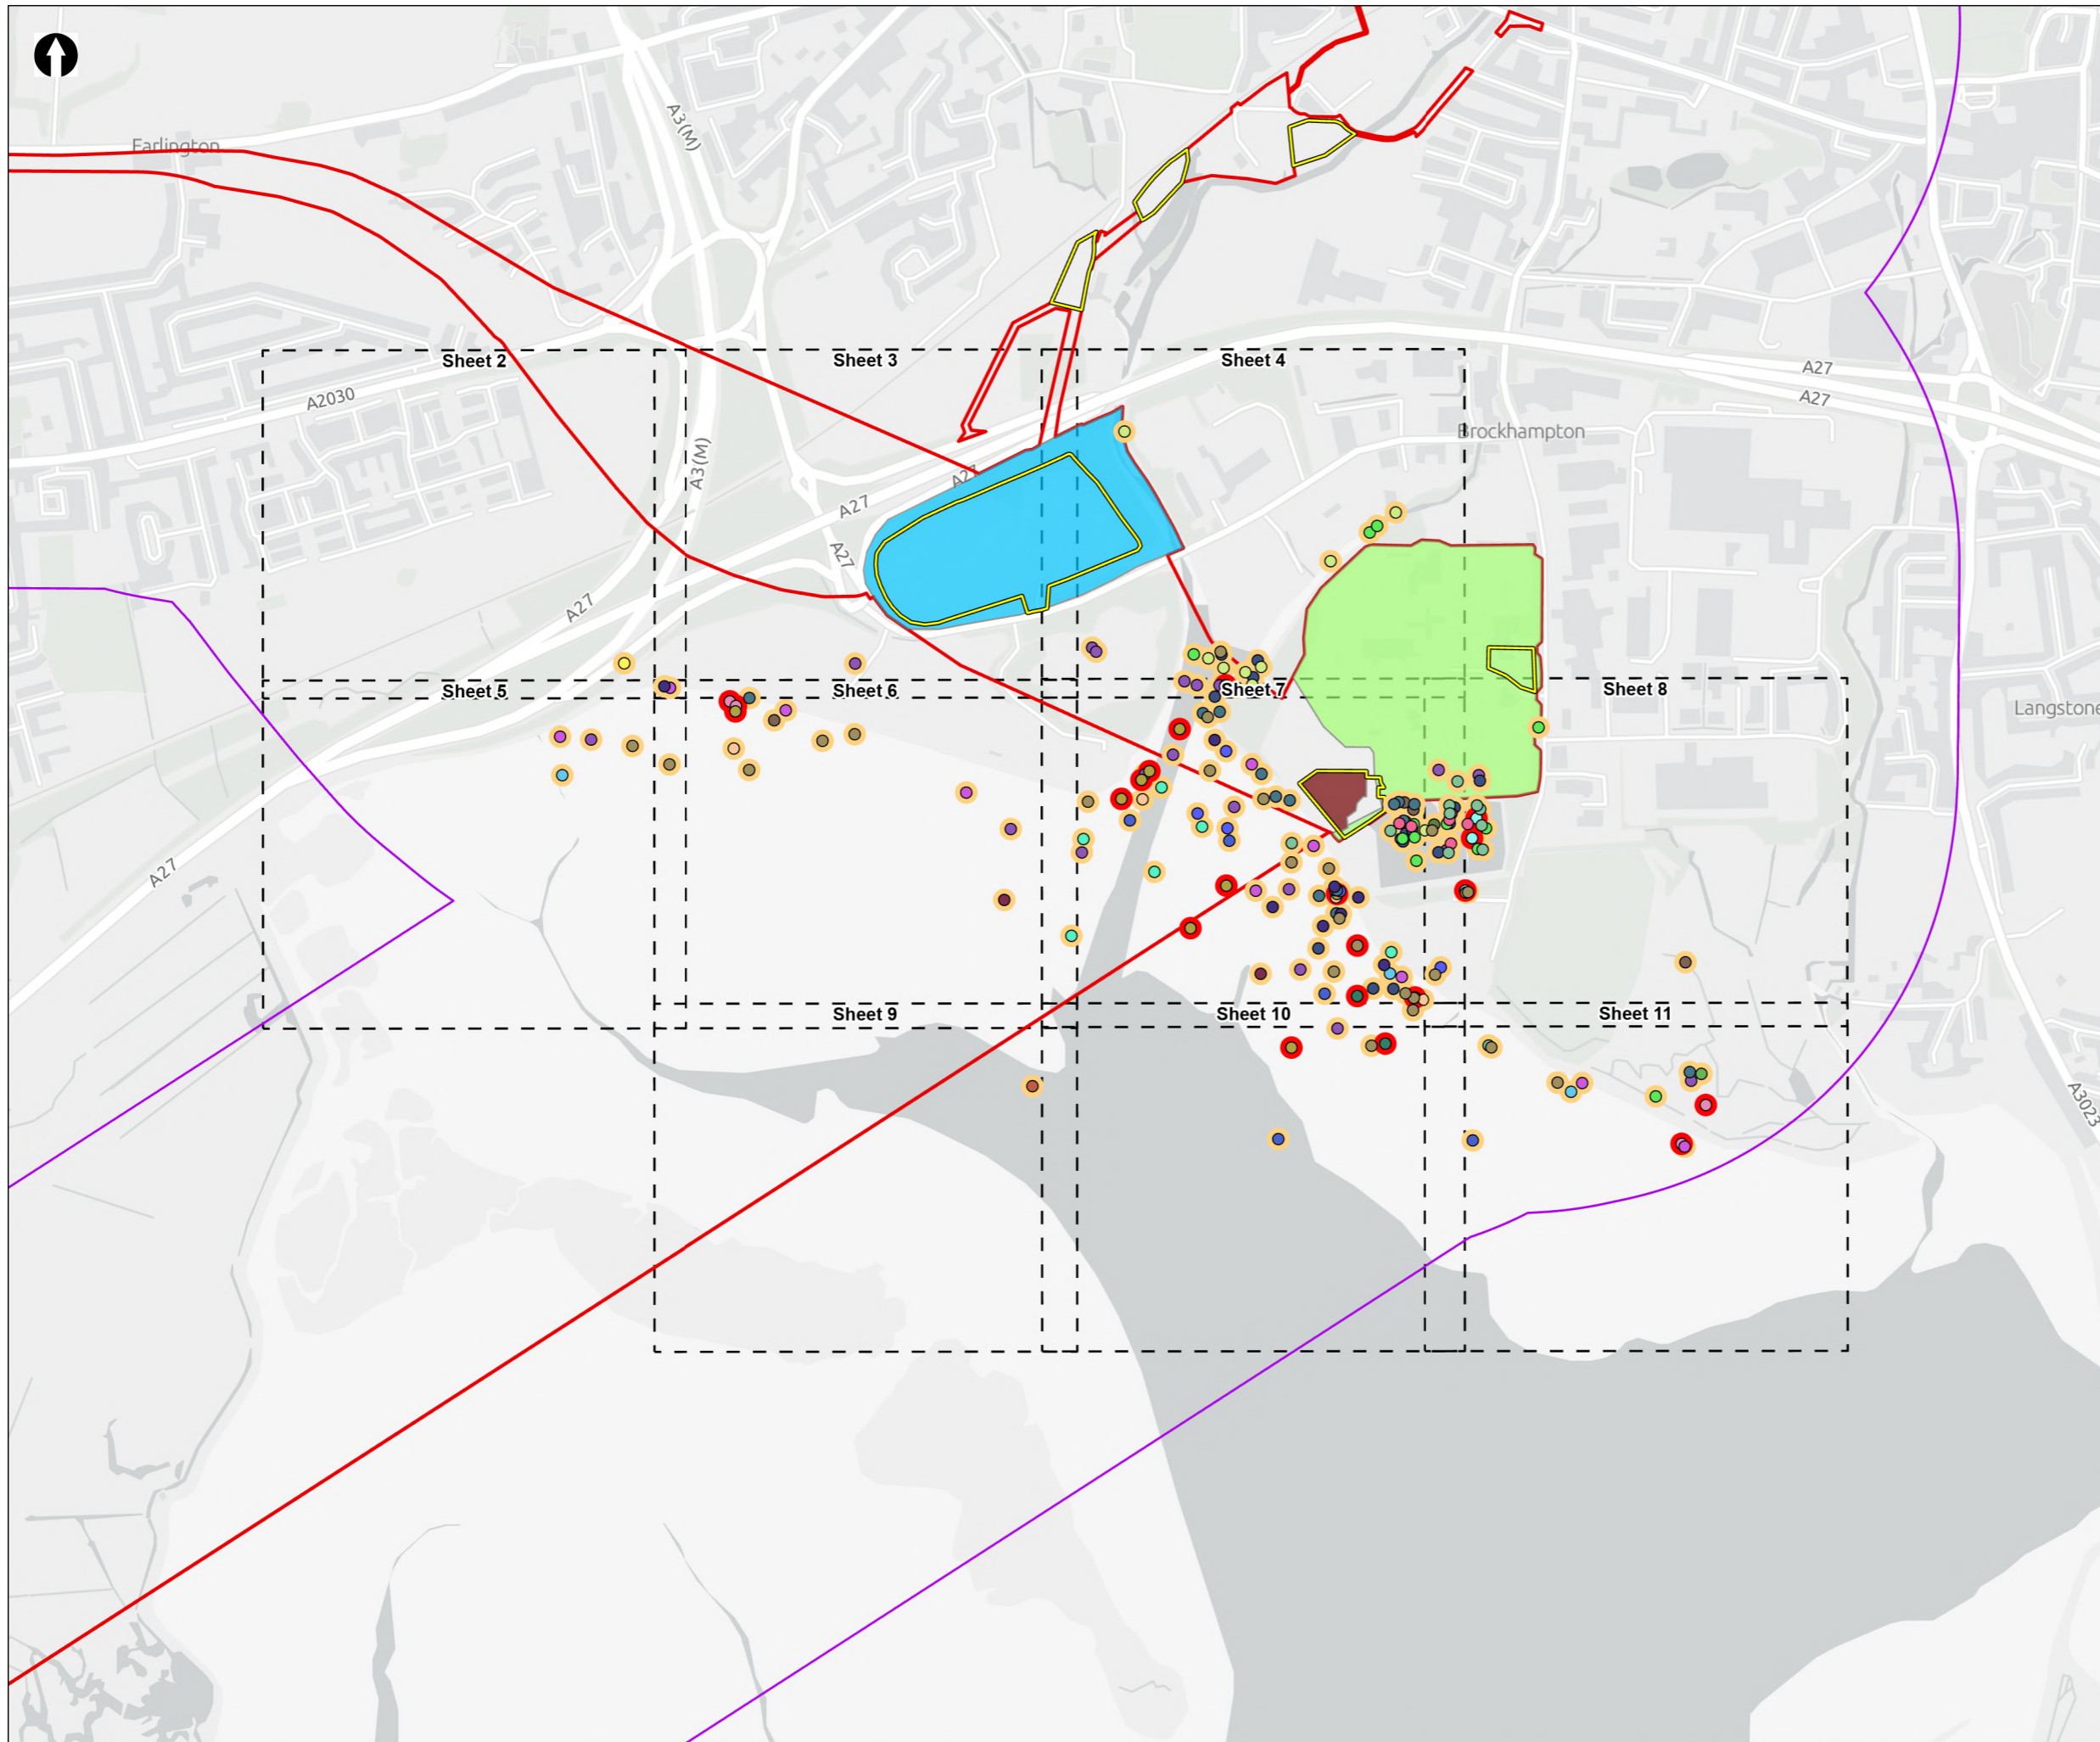 A3(M)
Farlington
Sheet 2
Sheet 3
Sheet 4
A27
A2030
A27
Brockhampton
A3(M)
A27
A27
A27
A27
Sheet 5
Sheet 6
Sheet 7
Sheet 8
Langstone
A27
Sheet 9
Sheet 10
Sheet 11
A3023